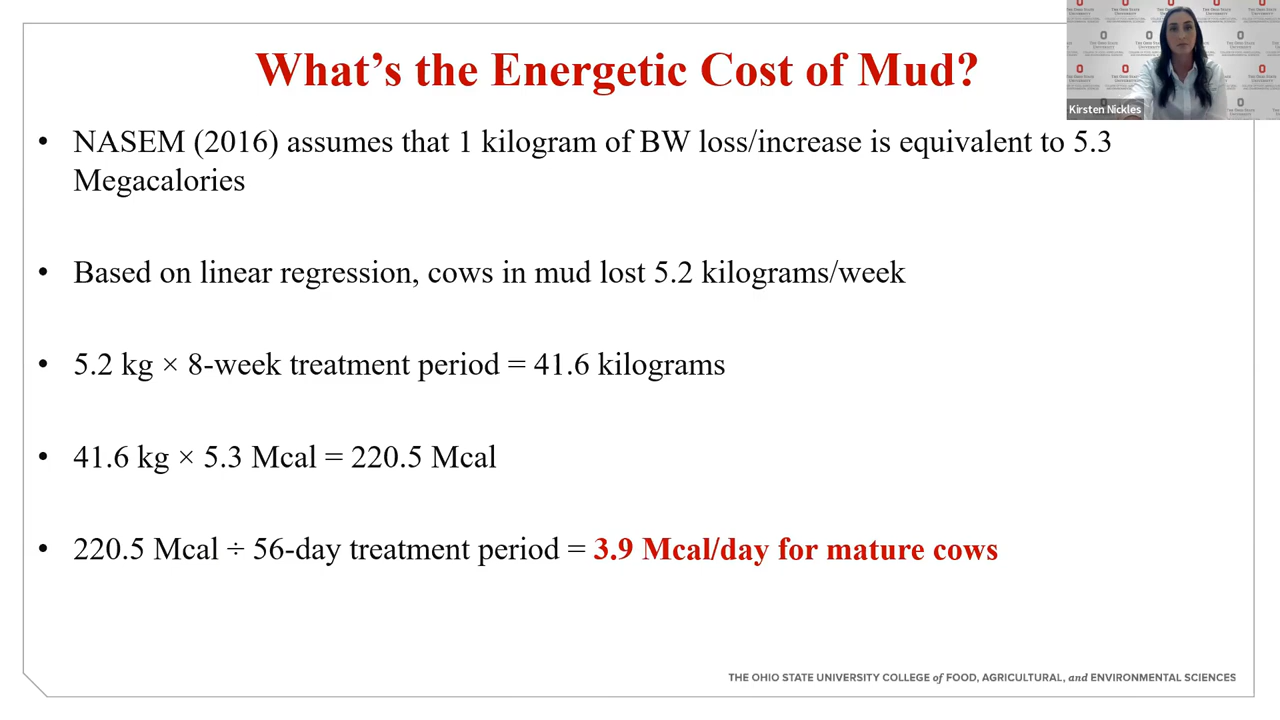 What's the Energetic Cost of Mud?
• NASEM (2016) assumes that 1 kilogram of BW loss/increase is equivalent to 5.3
Megacalories
• Based on linear regression, cows in mud lost 5.2 kilograms/week
• 5.2 kg × 8-week treatment period = 41.6 kilograms
• 41.6 kg × 5.3 Mcal = 220.5 Mcal
• 220.5 Mcal ÷ 56-day treatment period = 3.9 Mcal/day for mature cows
THE OHIO STATE UNIVERSITY COLLEGE of FOOD, AGRICULTURAL, and ENVIRONMENTAL SCIENCES
Kirsten Nickles